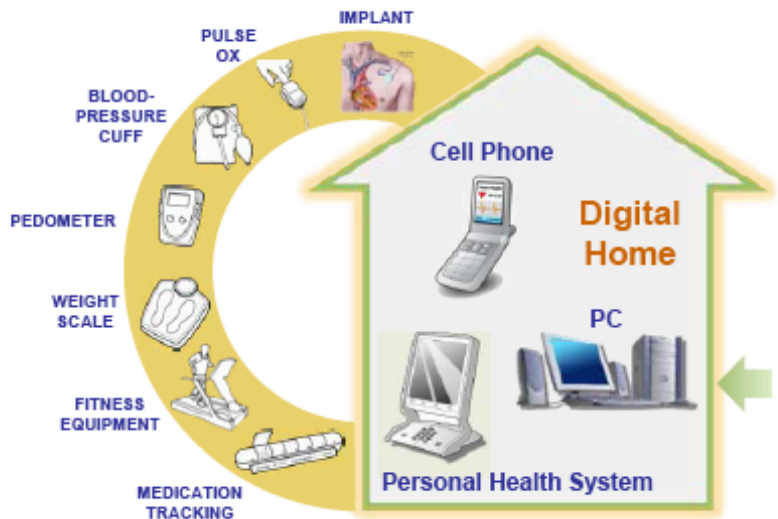 IMPLANT
PULSE
OX
BLOOD-
PRESSURE
CUFF
PEDOMETER
WEIGHT
SCALE
FITNESS
EQUIPMENT
MEDICATION
TRACKING
Cell Phone
Digital
Home
PC
Personal Health System